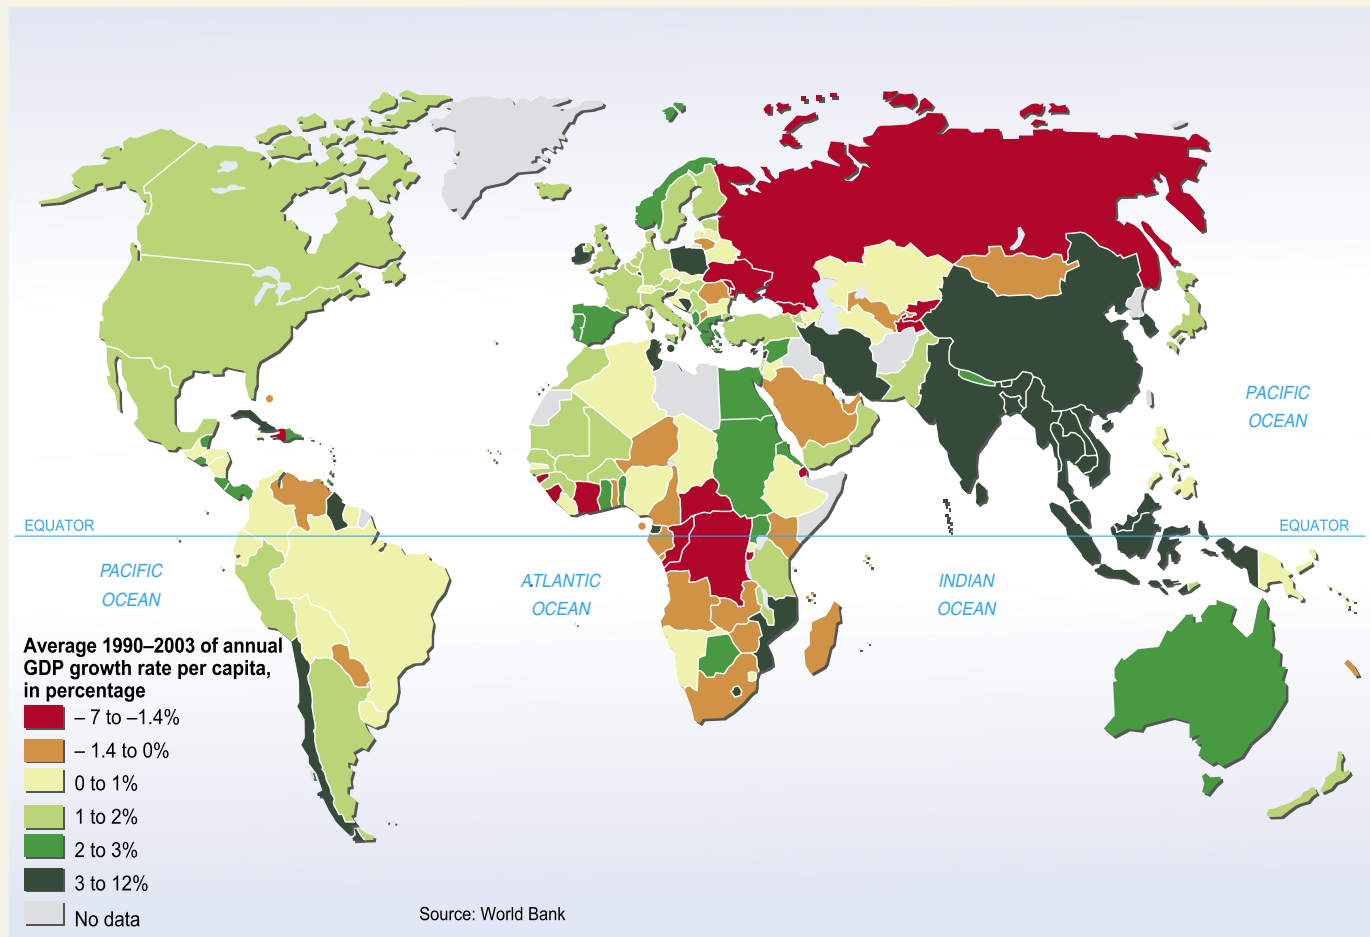 PACIFIC
OCEAN
EQUATOR
EQUATOR
PACIFIC
OCEAN
ATLANTIC
OCEAN
INDIAN
OCEAN
Average 1990–2003 of annual
GDP growth rate per capita,
in percentage
– 7 to –1.4%
– 1.4 to 0%
0 to 1%
1 to 2%
2 to 3%
3 to 12%
No data
Source: World Bank